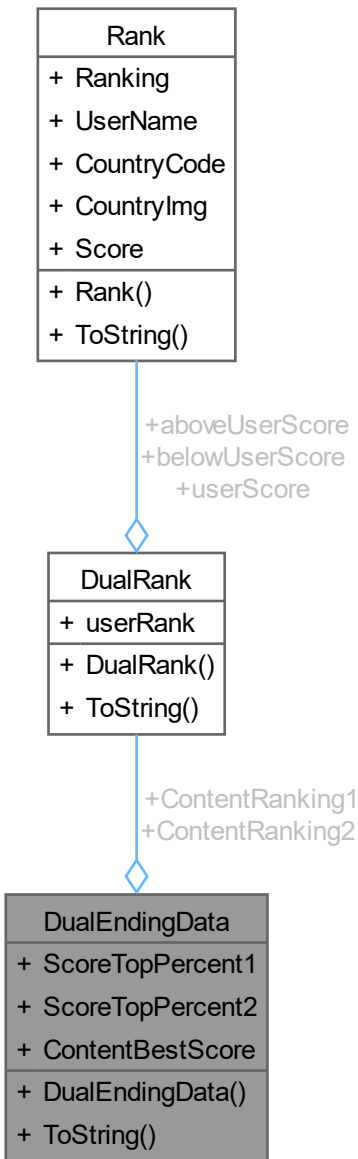 Rank
+ Ranking
+ UserName
+ CountryCode
+ CountryImg
+ Score
+ Rank()
+ ToString()
+aboveUserScore
+belowUserScore
+userScore
DualRank
+ userRank
+ DualRank()
+ ToString()
+ContentRanking1
+ContentRanking2
DualEndingData
+ ScoreTopPercent1
+ ScoreTopPercent2
+ ContentBestScore
+ DualEndingData()
+ ToString()